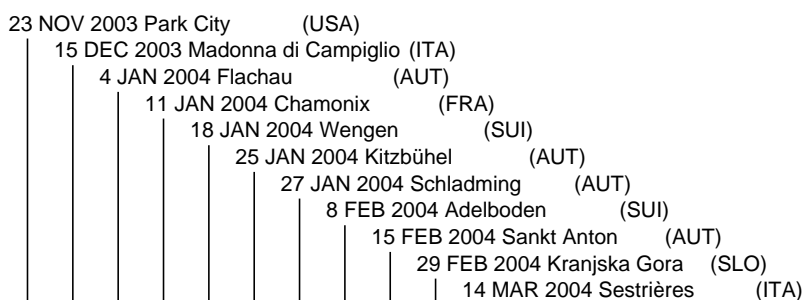 23 NOV 2003 Park City (USA)
15 DEC 2003 Madonna di Campiglio (ITA)
4 JAN 2004 Flachau (AUT)
11 JAN 2004 Chamonix (FRA)
18 JAN 2004 Wengen (SUI)
25 JAN 2004 Kitzbühel (AUT)
27 JAN 2004 Schladming (AUT)
8 FEB 2004 Adelboden (SUI)
15 FEB 2004 Sankt Anton (AUT)
29 FEB 2004 Kranjska Gora (SLO)
14 MAR 2004 Sestrières (ITA)